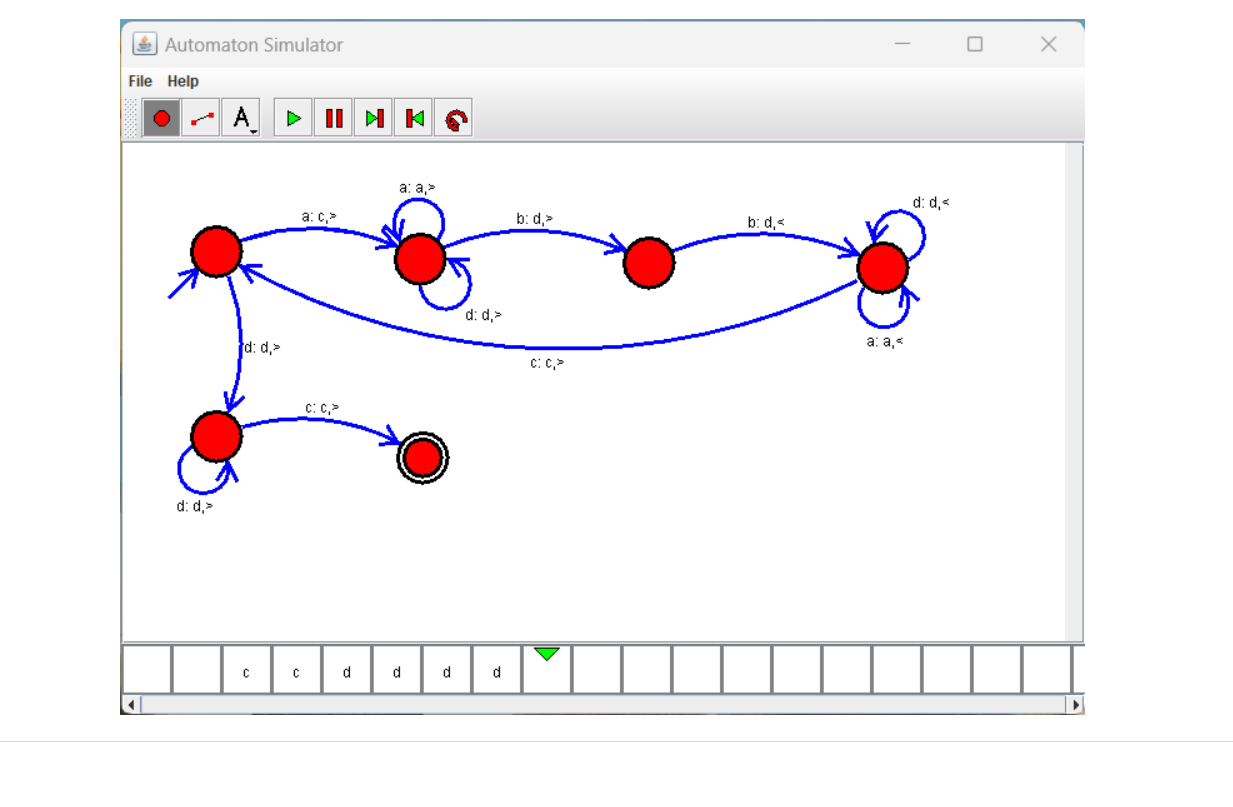 Automaton Simulator
File Help
A
a: a,>
d: d,<
a: c,>
b: d,>
b: d,<
d: d,>
a: a,<
d: d,>
c: c,>
c: c,>
d: d,>
c c d d d d